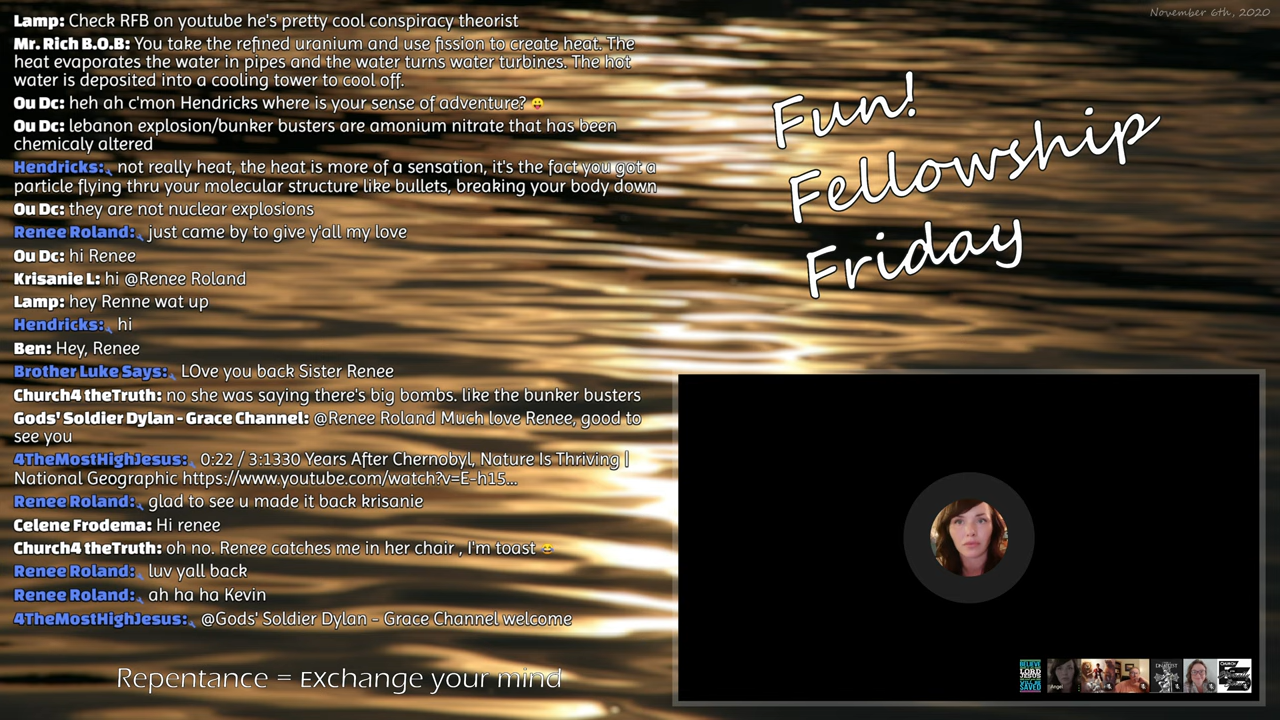 Lamp: Check RFB on youtube he's pretty cool conspiracy theorist
Mr. Rich B.O.B: You take the refined uranium and use fission to create heat. The
heat evaporates the water in pipes and the water turns water turbines. The hot
water is deposited into a cooling tower to cool off.
Ou Dc: heh ah c'mon Hendricks where is your sense of adventure? 😛
Ou Dc: lebanon explosion/bunker busters are amonium nitrate that has been
chemicaly altered
Hendricks: not really heat, the heat is more of a sensation, it's the fact you got a
particle flying thru your molecular structure like bullets, breaking your body down
Ou Dc: they are not nuclear explosions
Renee Roland: just came by to give y'all my love
Ou Dc: hi Renee
Krisanie L: hi @Renee Roland
Lamp: hey Renne wat up
Hendricks: hi
Ben: Hey, Renee
Brother Luke Says: LOve you back Sister Renee
Church4 theTruth: no she was saying there's big bombs. like the bunker busters
Gods' Soldier Dylan - Grace Channel: @Renee Roland Much love Renee, good to
see you
4TheMostHighJesus: 0:22 / 3:1330 Years After Chernobyl, Nature Is Thriving |
National Geographic https://www.youtube.com/watch?v=E-h15...
Renee Roland: glad to see u made it back krisanie
Celene Frodema: Hi renee
Church4 theTruth: oh no. Renee catches me in her chair , I'm toast 😂
Renee Roland: luv yall back
Renee Roland: ah ha ha Kevin
4TheMostHighJesus: @Gods' Soldier Dylan - Grace Channel welcome
Repentance = Exchange your mind
November 6th, 2020
Fun!
Fellowship
Friday
BELIEVE
LORD
JESUS
SAVED
Angel
CHURCH